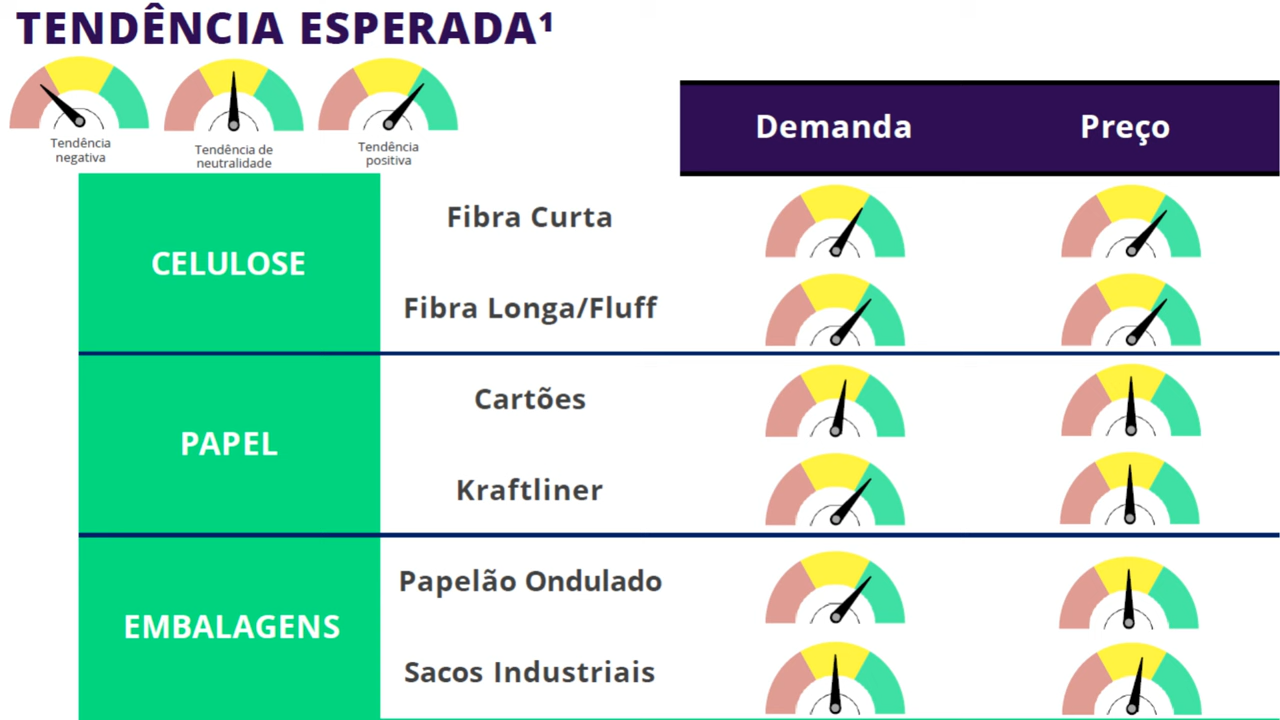 TENDÊNCIA ESPERADA¹
Tendência
negativa
Tendência de
neutralidade
Tendência
positiva
Demanda
Preço
CELULOSE
Fibra Curta
Fibra Longa/Fluff
PAPEL
Cartões
Kraftliner
EMBALAGENS
Papelão Ondulado
Sacos Industriais